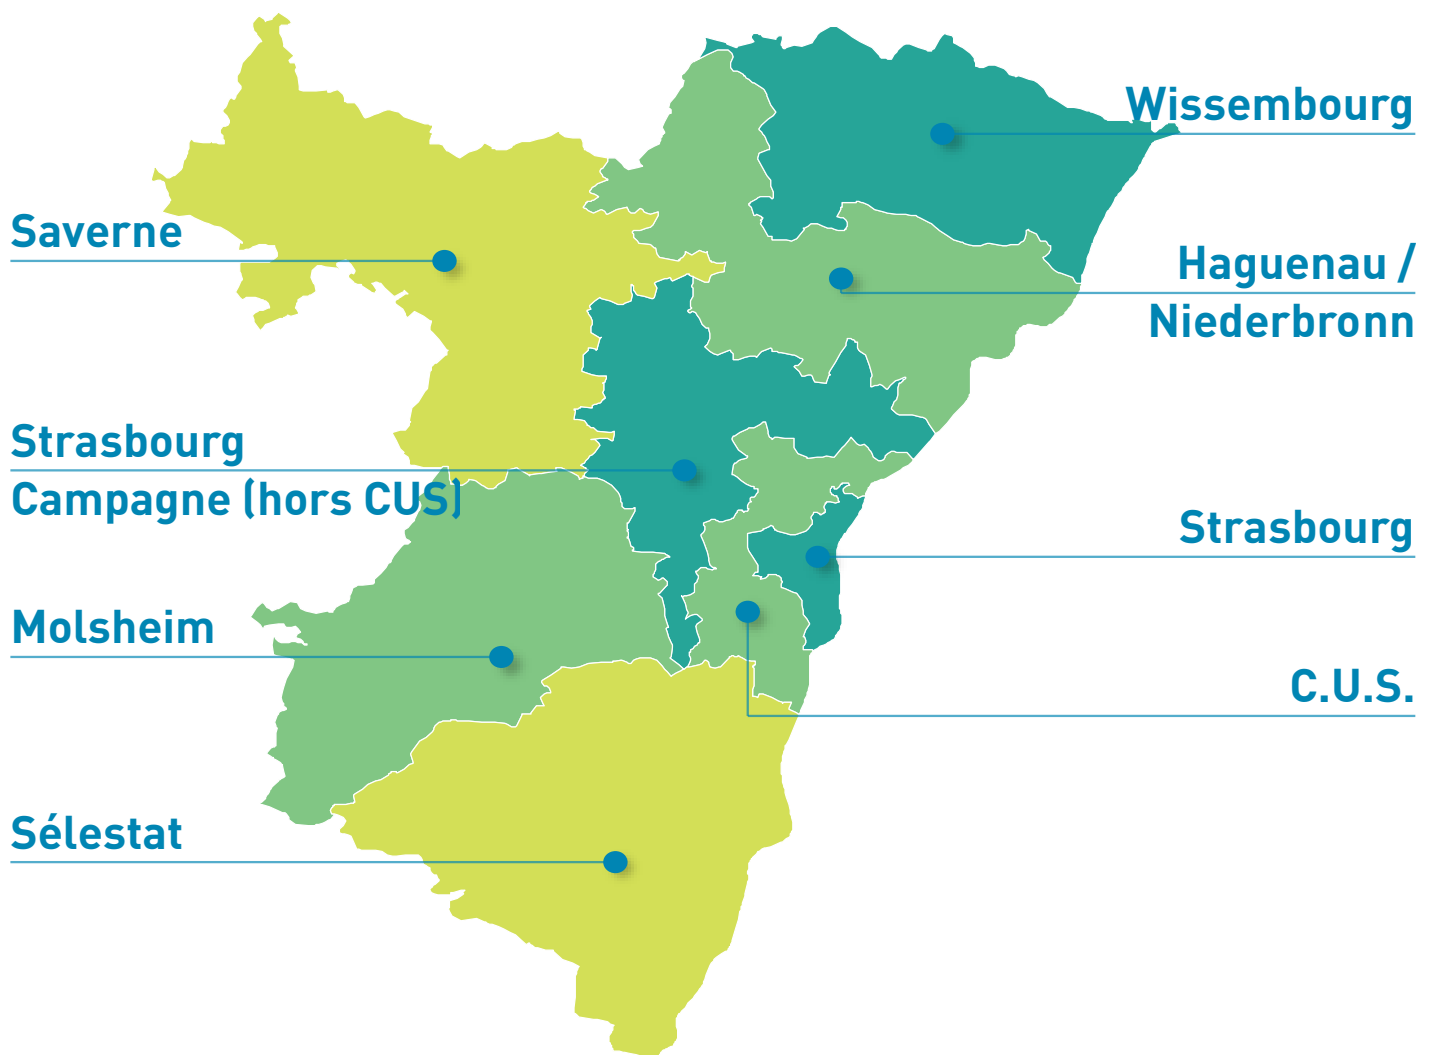 Wissembourg
Saverne
Haguenau /
Niederbronn
Strasbourg
Campagne (hors CUS)
Strasbourg
Molsheim
C.U.S.
Sélestat